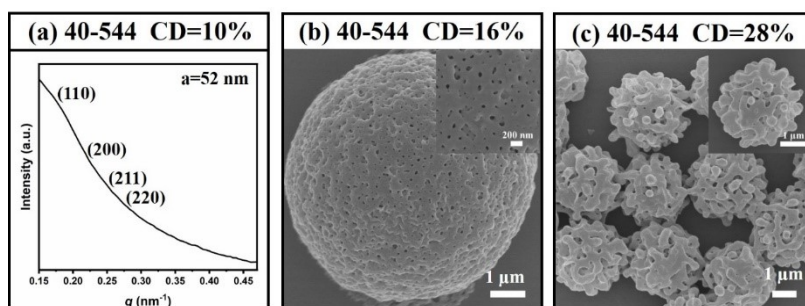 (a) 40-544 CD=10%
a=52 nm
(110)
(200)
(211)
(220)
Intensity (a.u.)
0.15 0.20 0.25 0.30 0.35 0.40 0.45
q (nm⁻¹)
(b) 40-544 CD=16%
200 nm
1 μm
(c) 40-544 CD=28%
1 μm
1 μm